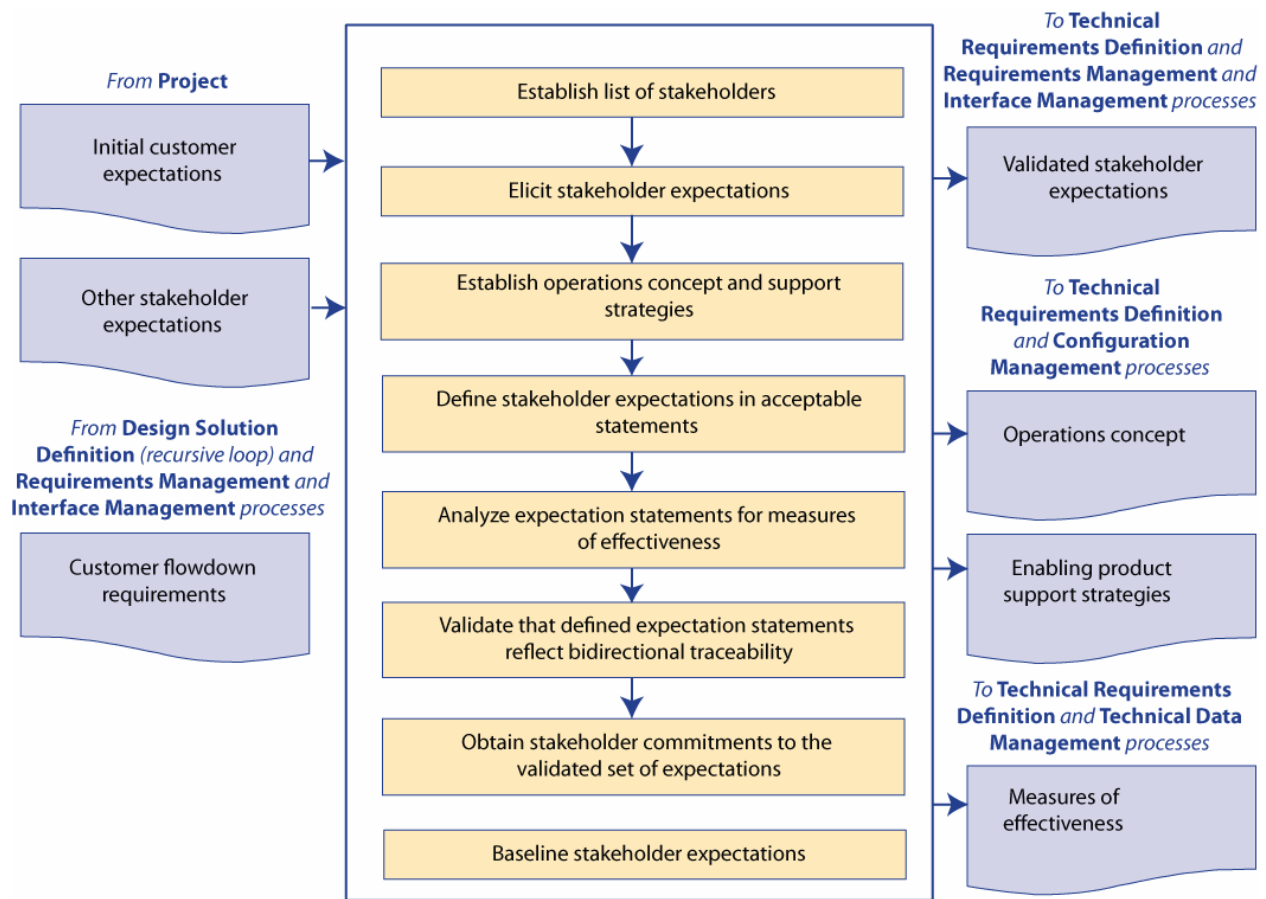 From Project
Initial customer
expectations
Other stakeholder
expectations
From Design Solution
Definition (recursive loop) and
Requirements Management and
Interface Management processes
Customer flowdown
requirements
Establish list of stakeholders
Elicit stakeholder expectations
Establish operations concept and support
strategies
Define stakeholder expectations in acceptable
statements
Analyze expectation statements for measures
of effectiveness
Validate that defined expectation statements
reflect bidirectional traceability
Obtain stakeholder commitments to the
validated set of expectations
Baseline stakeholder expectations
To Technical
Requirements Definition and
Requirements Management and
Interface Management processes
Validated stakeholder
expectations
To Technical
Requirements Definition
and Configuration
Management processes
Operations concept
Enabling product
support strategies
To Technical Requirements
Definition and Technical Data
Management processes
Measures of
effectiveness